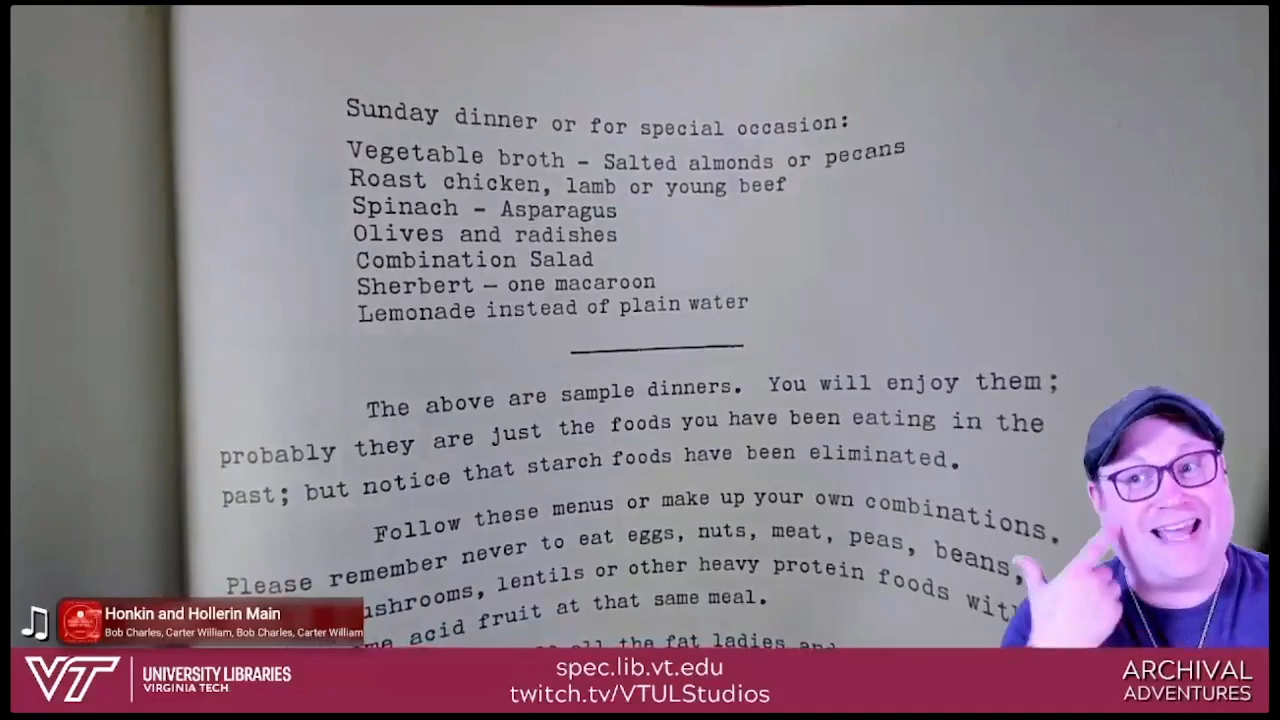 Sunday dinner or for special occasion:
Vegetable broth - Salted almonds or pecans
Roast chicken, lamb or young beef
Spinach - Asparagus
Olives and radishes
Combination Salad
Sherbert - one macaroon
Lemonade instead of plain water
The above are sample dinners. You will enjoy them;
probably they are just the foods you have been eating in the
past; but notice that starch foods have been eliminated.
Follow these menus or make up your own combinations.
Please remember never to eat eggs, nuts, meat, peas, beans,
lentils or other heavy protein foods
acid fruit at that same meal.
all the fat ladies
Honkin and Hollerin Main
Bob Charles, Carter William, Bob Charles, Carter William
VT
UNIVERSITY LIBRARIES
VIRGINIA TECH
spec.lib.vt.edu
twitch.tv/VTULStudios
ARCHIVAL
ADVENTURES